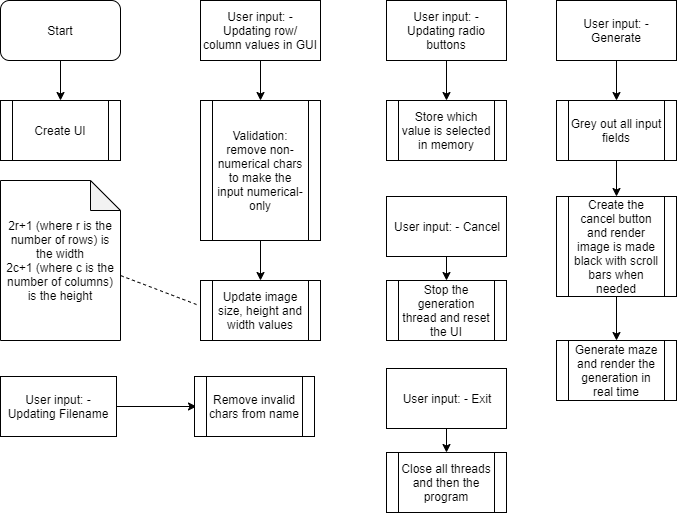 Start
Create UI
2r+1 (where r is the
number of rows) is
the width
2c+1 (where c is the
number of columns)
is the height
User input: -
Updating Filename
Remove invalid
chars from name
User input: -
Updating row/
column values in GUI
Validation:
remove non-
numerical chars
to make the
input numerical-
only
Update image
size, height and
width values
User input: -
Updating radio
buttons
Store which
value is selected
in memory
User input: - Cancel
Stop the
generation
thread and reset
the UI
User input: - Exit
Close all threads
and then the
program
User input: -
Generate
Grey out all input
fields
Create the
cancel button
and render
image is made
black with scroll
bars when
needed
Generate maze
and render the
generation in
real time